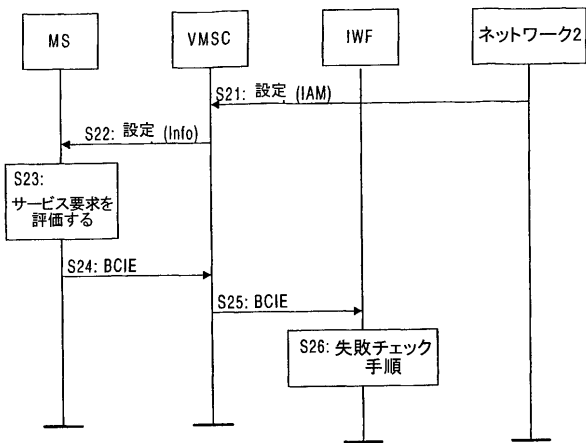 MS
VMSC
IWF
ネットワーク2
S21: 設定 (IAM)
S22: 設定 (Info)
S23:
サービス要求を
評価する
S24: BCIE
S25: BCIE
S26: 失敗チェック
手順